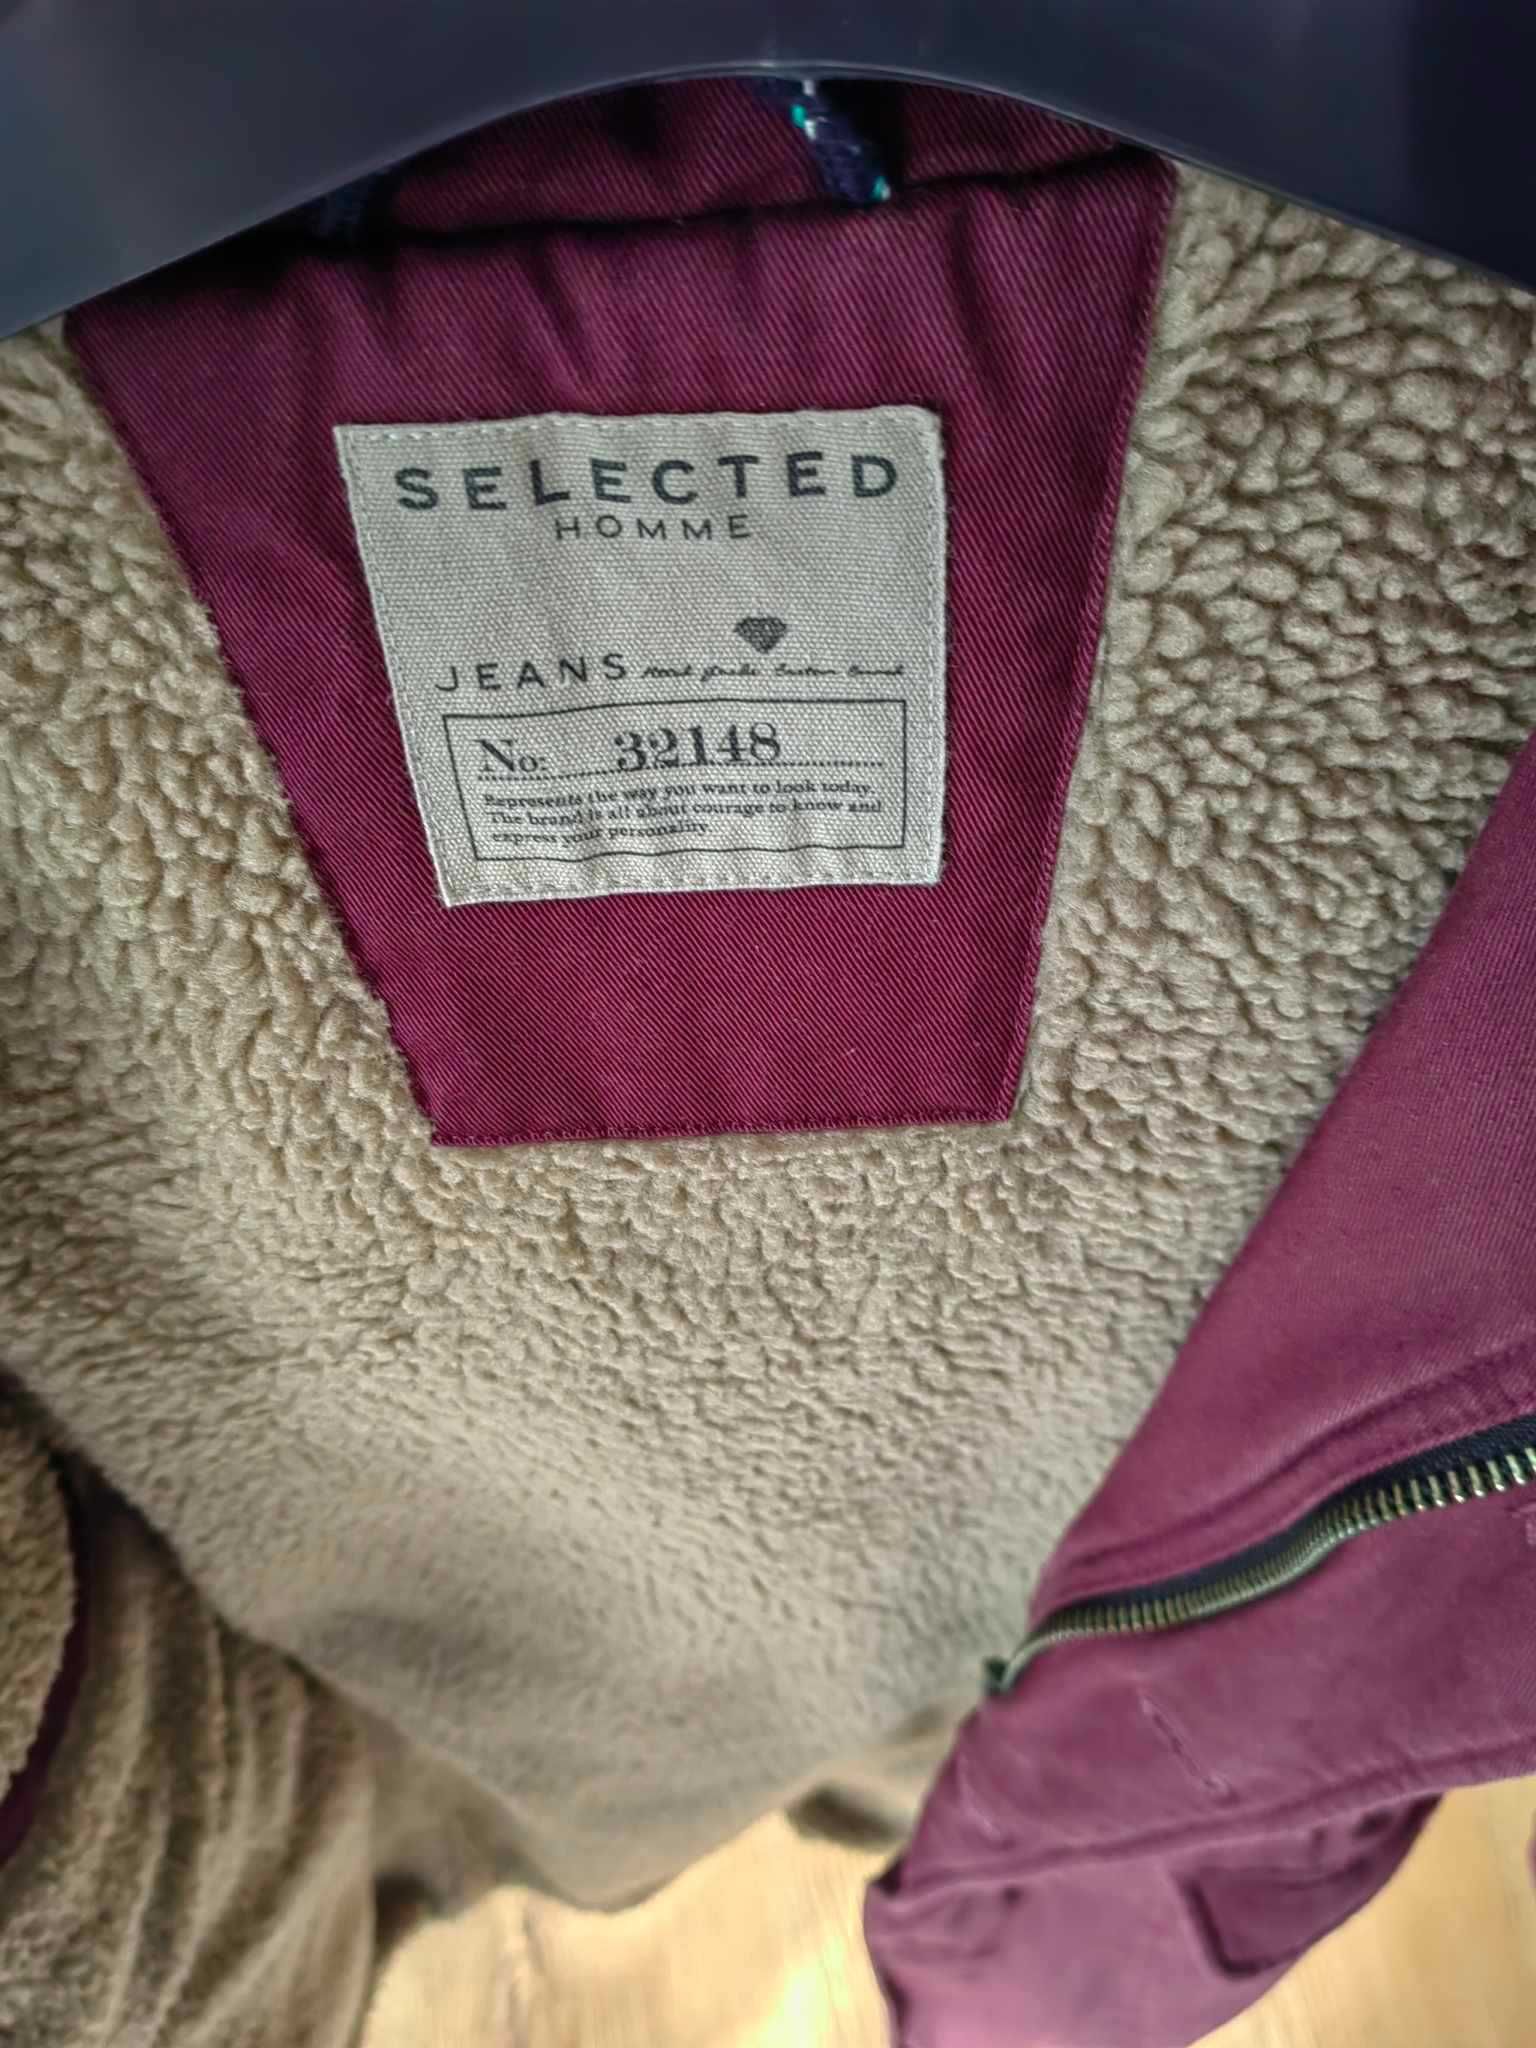 SELECTED
HOMME
JEANS
No: 32148
Represents the way you want to look today.
The brand is all about courage to know and
express your personality.